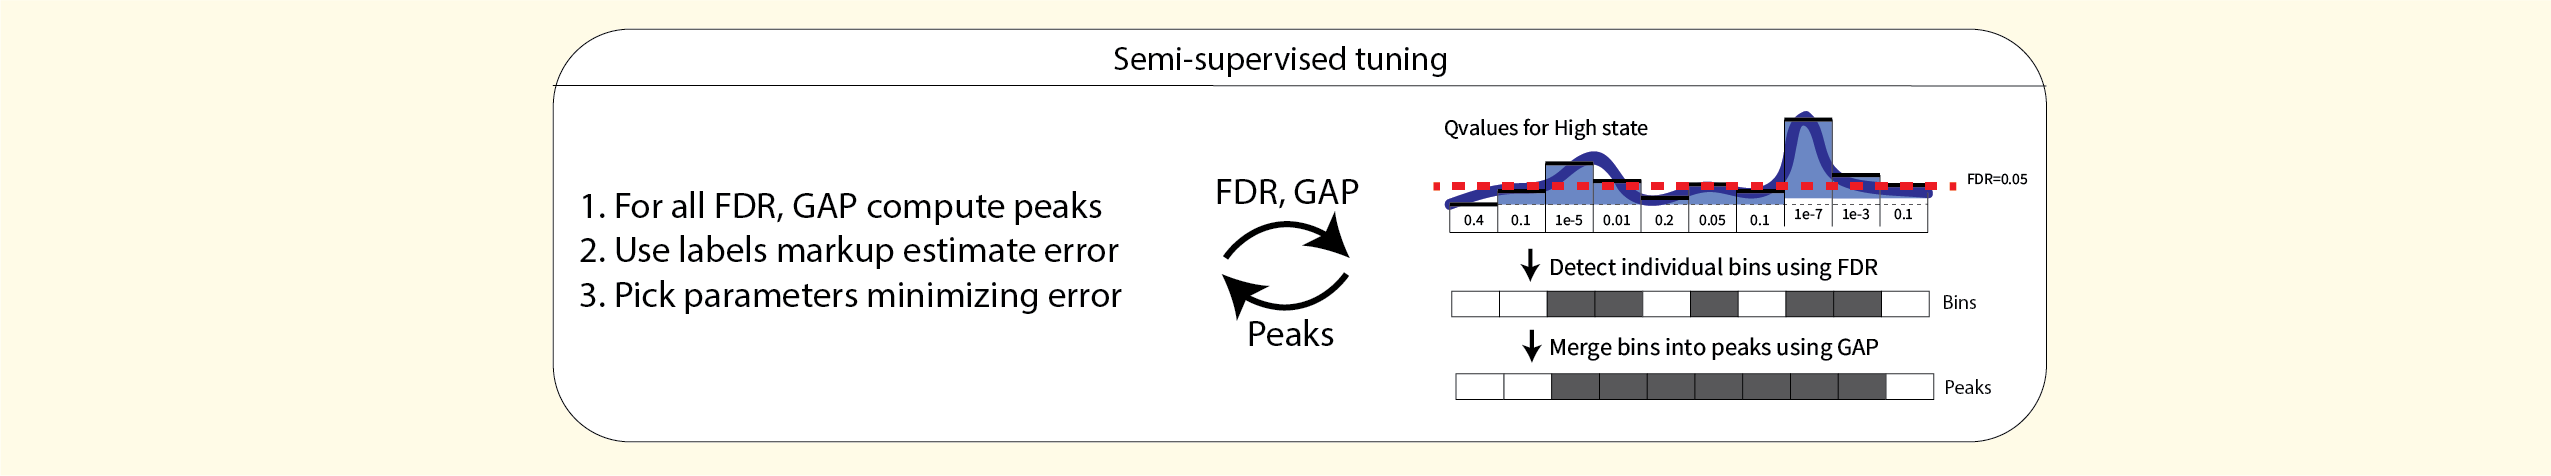 Semi-supervised tuning
1. For all FDR, GAP compute peaks
2. Use labels markup estimate error
3. Pick parameters minimizing error
FDR, GAP
Peaks
Qvalues for High state
FDR=0.05
0.4 0.1 1e-5 0.01 0.2 0.05 0.1 1e-7 1e-3 0.1
Detect individual bins using FDR
Bins
Merge bins into peaks using GAP
Peaks